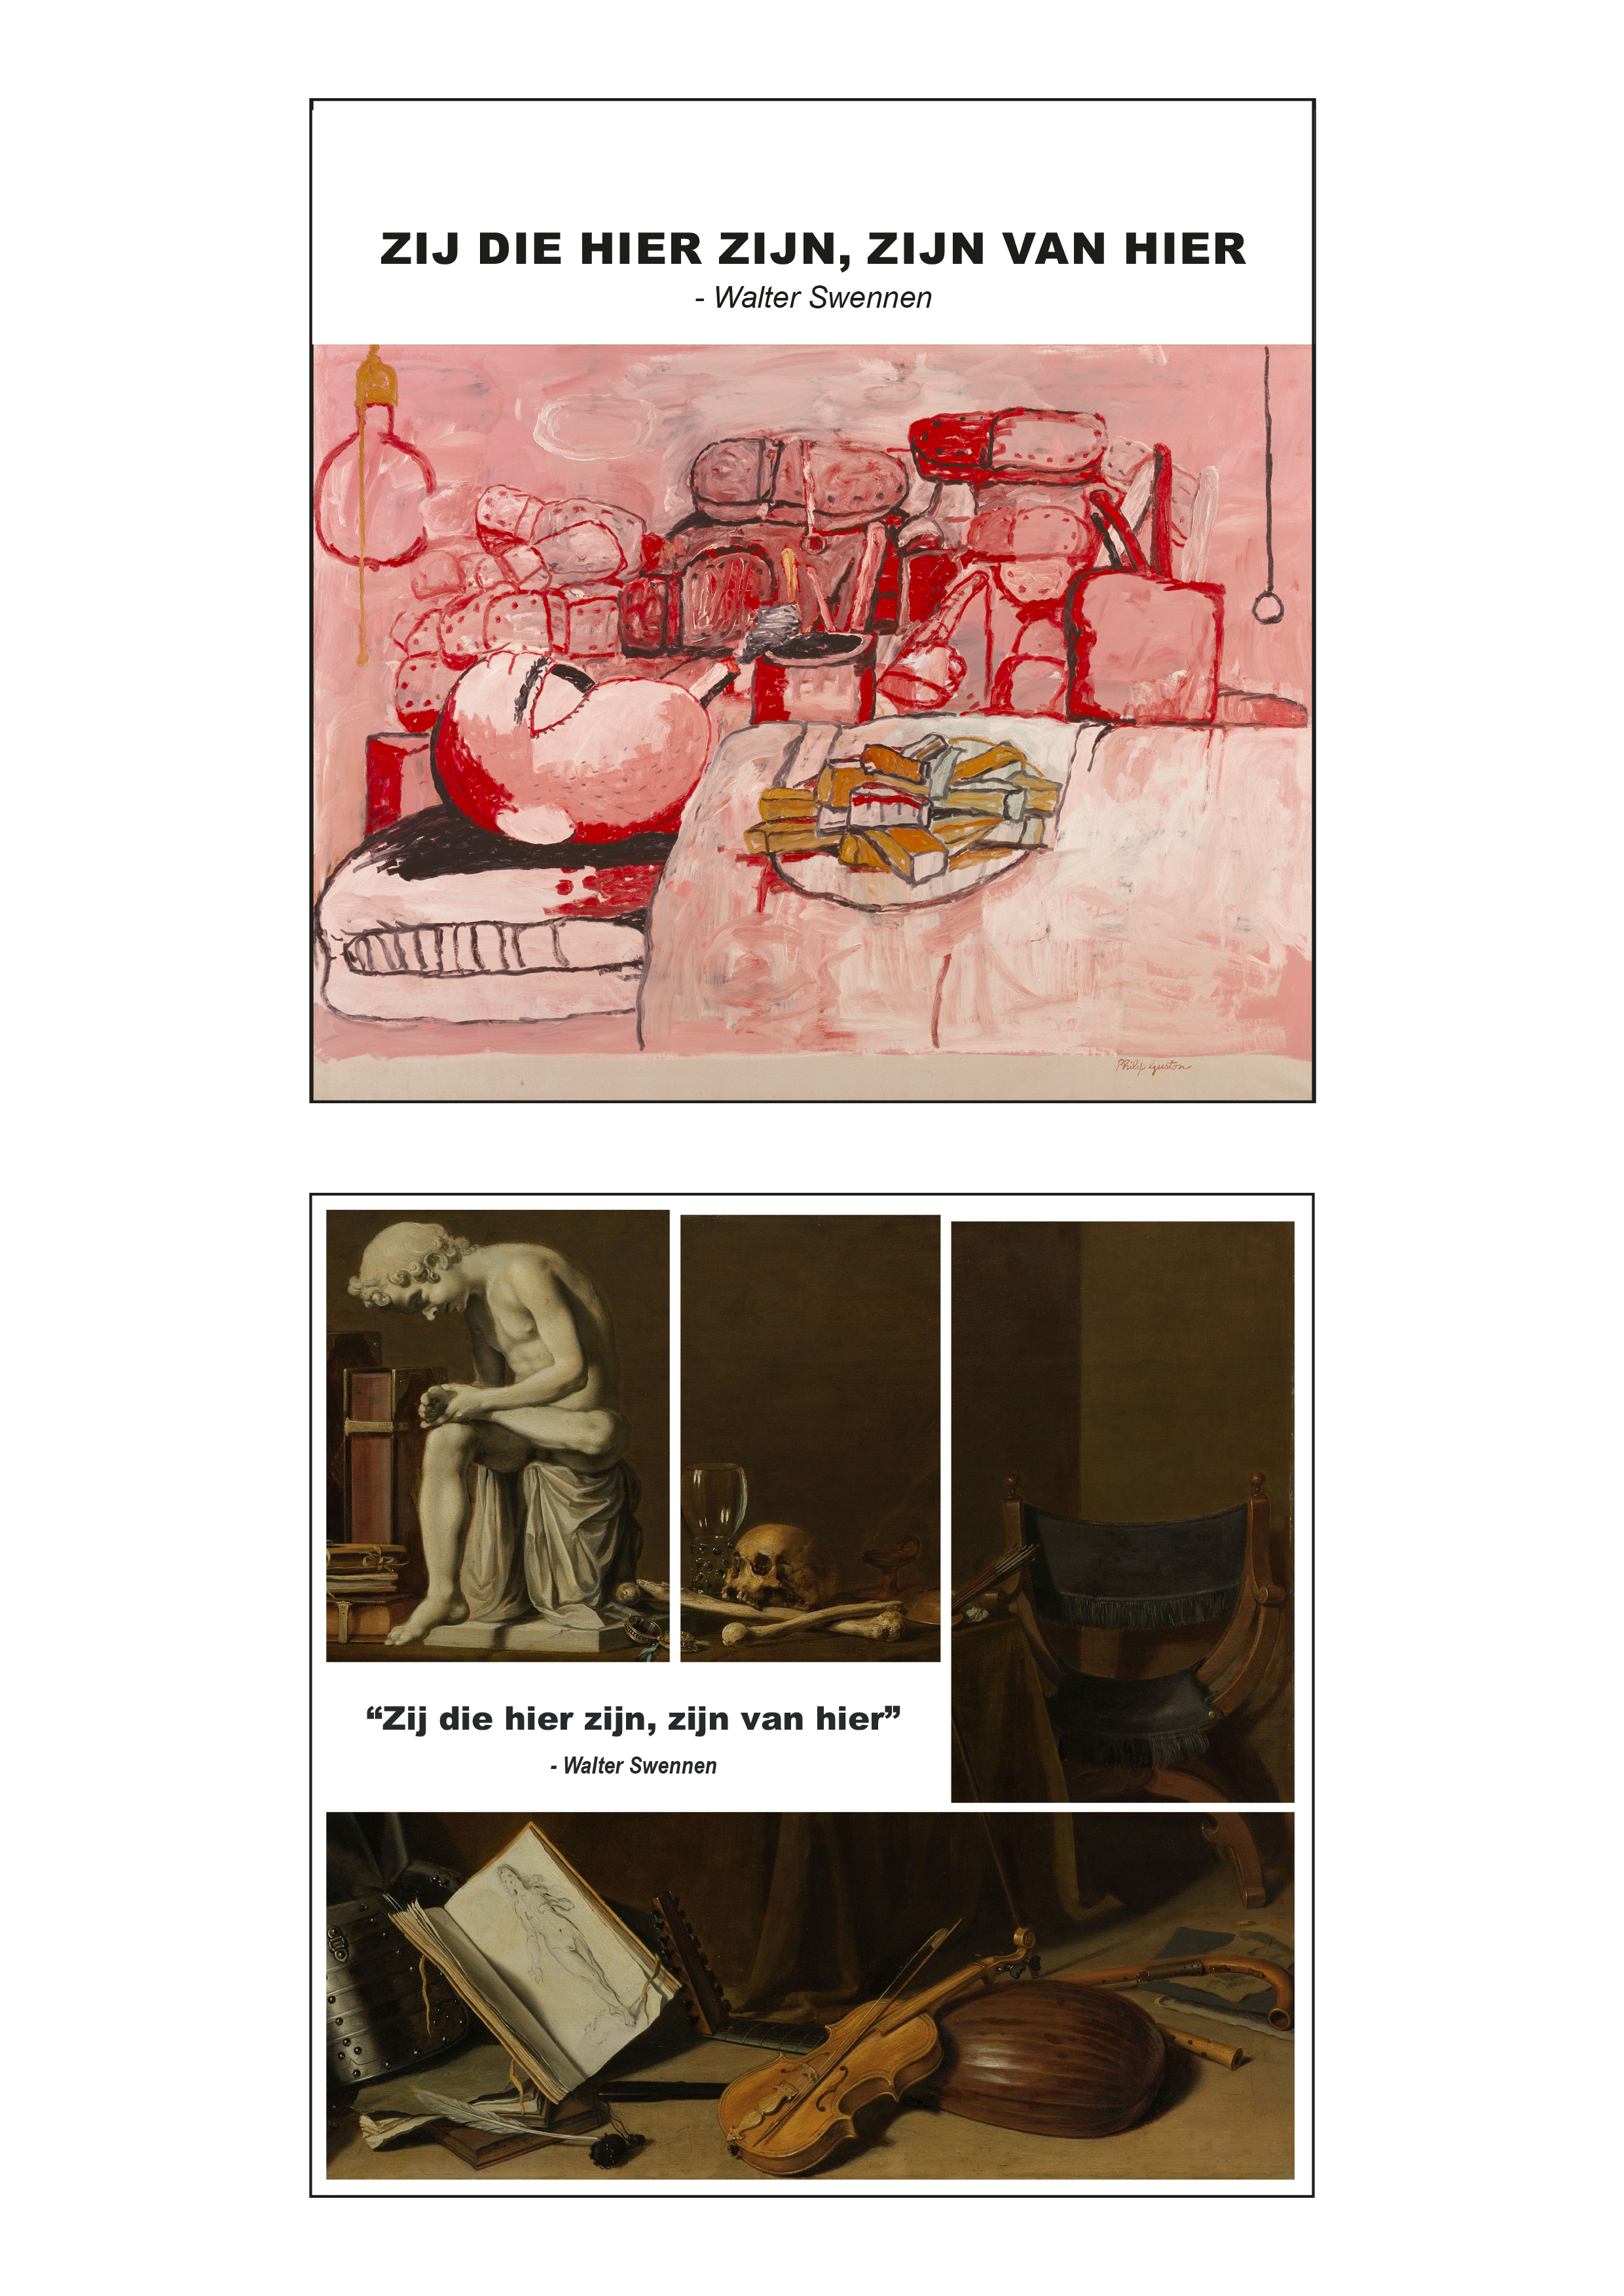 ZIJ DIE HIER ZIJN, ZIJN VAN HIER
- Walter Swennen
Philip Guston
“Zij die hier zijn, zijn van hier”
- Walter Swennen